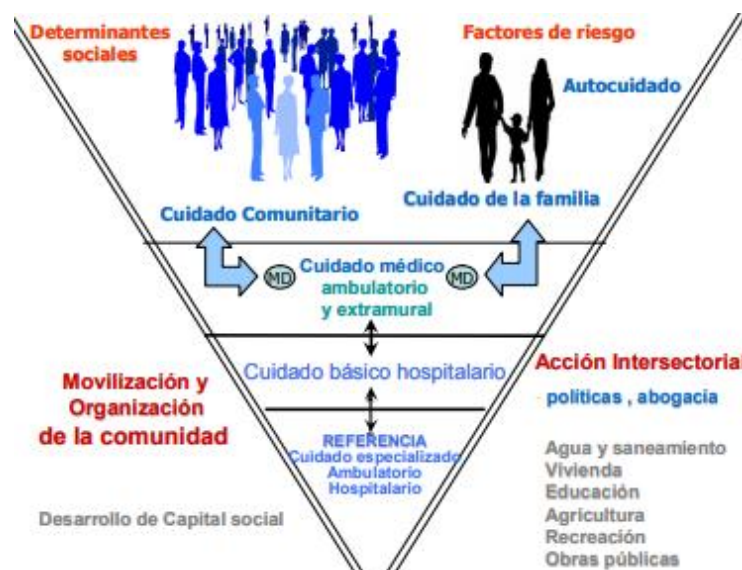 Determinantes
sociales
Factores de riesgo
Autocuidado
Cuidado Comunitario
Cuidado de la familia
MD
Cuidado médico
MD
ambulatorio
y extramural
Cuidado básico hospitalario
REFERENCIA
Cuidado especializado
Ambulatorio
Hospitalario
Movilización y
Organización
de la comunidad
Desarrollo de Capital social
Acción Intersectorial
políticas , abogacía
Agua y saneamiento
Vivienda
Educación
Agricultura
Recreación
Obras públicas